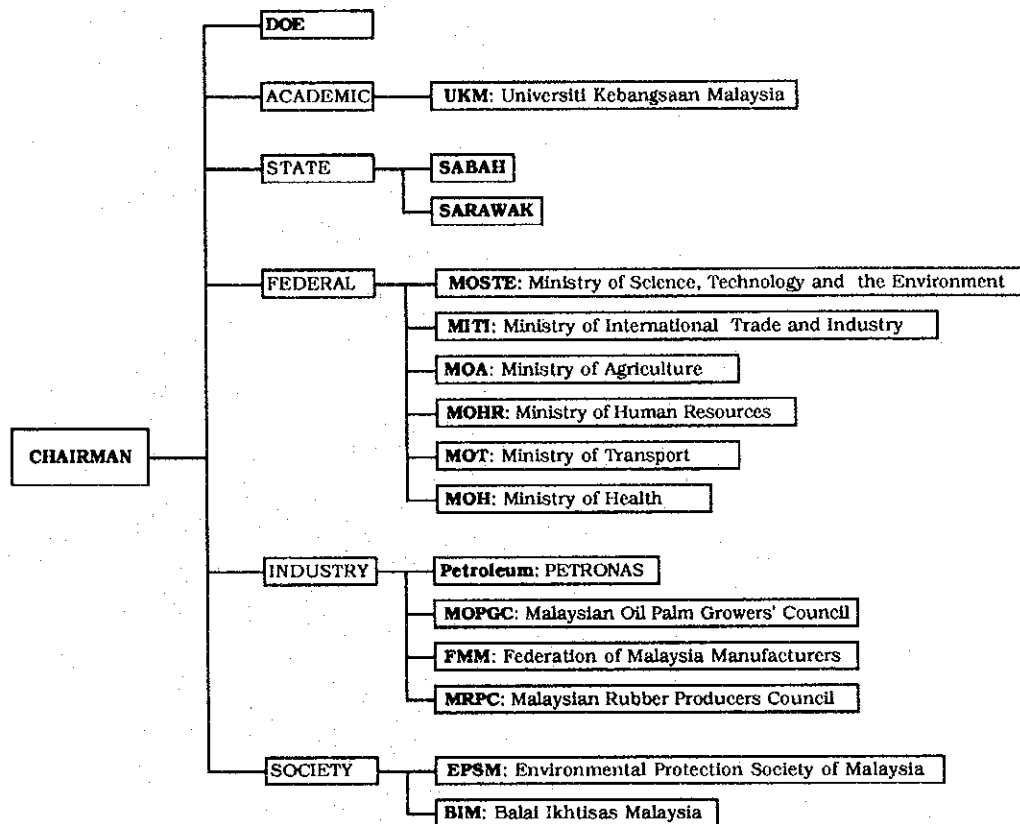 DOE
ACADEMIC
UKM: Universiti Kebangsaan Malaysia
STATE
SABAH
SARAWAK
FEDERAL
MOSTE: Ministry of Science, Technology and the Environment
MITI: Ministry of International Trade and Industry
MOA: Ministry of Agriculture
MOHR: Ministry of Human Resources
CHAIRMAN
MOT: Ministry of Transport
MOH: Ministry of Health
INDUSTRY
Petroleum: PETRONAS
MOPGC: Malaysian Oil Palm Growers' Council
FMM: Federation of Malaysia Manufacturers
MRPC: Malaysian Rubber Producers Council
SOCIETY
EPSM: Environmental Protection Society of Malaysia
BIM: Balai Ikhtisas Malaysia